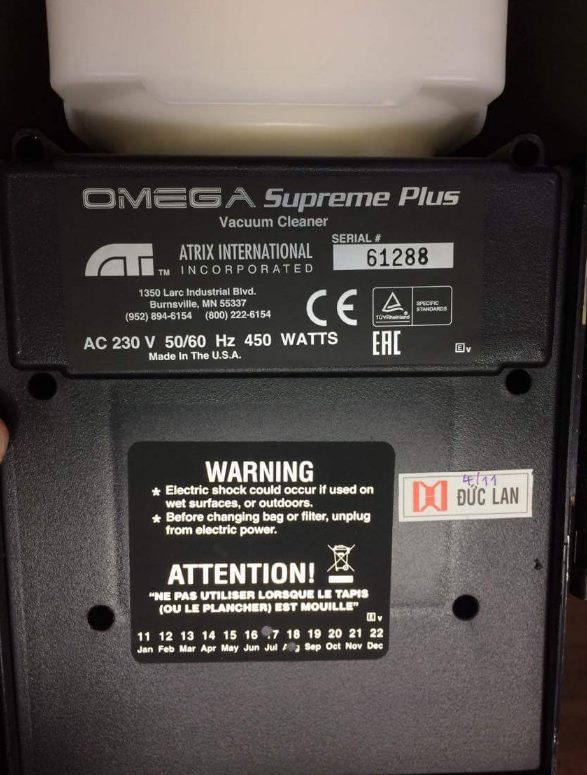 OMEGA Supreme Plus
Vacuum Cleaner
ATI ™ ATRIX INTERNATIONAL
INCORPORATED
SERIAL #
61288
1350 Larc Industrial Blvd.
Burnsville, MN 55337
(952) 894-6154 (800) 222-6154
CE
TÜVRheinland
SPECIFIC
STANDARDS
AC 230 V 50/60 Hz 450 WATTS
Made In The U.S.A.
EAC
E v
WARNING
* Electric shock could occur if used on
wet surfaces, or outdoors.
* Before changing bag or filter, unplug
from electric power.
ATTENTION!
"NE PAS UTILISER LORSQUE LE TAPIS
(OU LE PLANCHER) EST MOUILLE"
E v
11 12 13 14 15 16 17 18 19 20 21 22
Jan Feb Mar Apr May Jun Jul Sep Oct Nov Dec
4/11
ĐỨC LAN